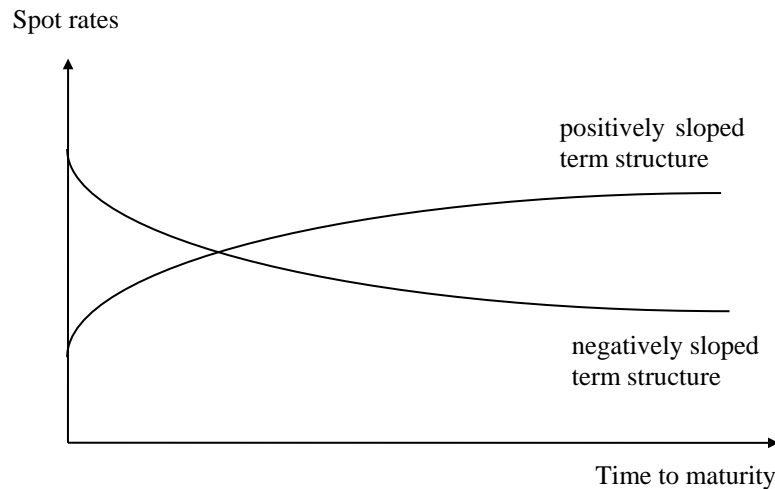 Spot rates
positively sloped
term structure
negatively sloped
term structure
Time to maturity